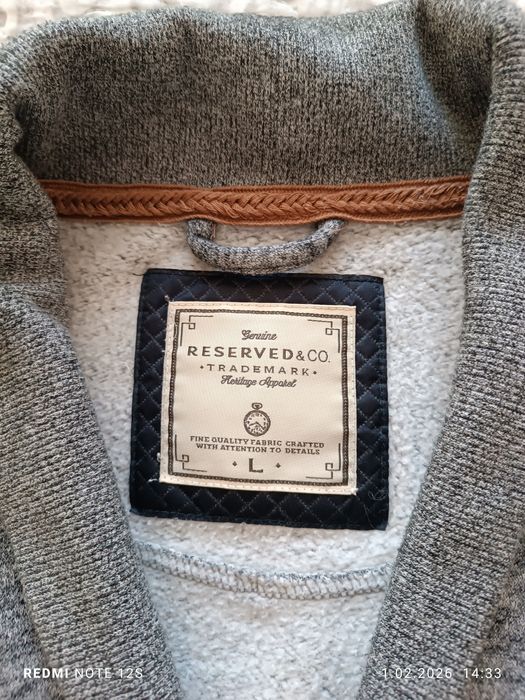 Genuine
RESERVED & CO.
• TRADEMARK •
Heritage Apparel
FINE QUALITY FABRIC CRAFTED
WITH ATTENTION TO DETAILS
• L •
REDMI NOTE 12S
1.02.2026 14:33